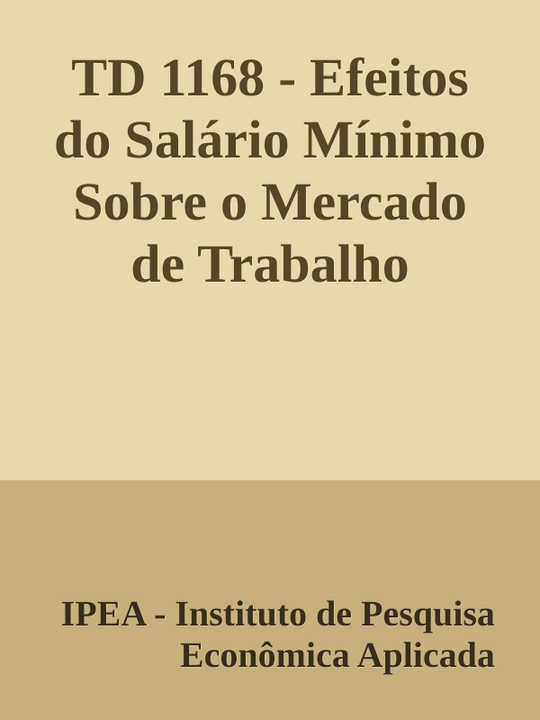 TD 1168 - Efeitos
do Salário Mínimo
Sobre o Mercado
de Trabalho
IPEA - Instituto de Pesquisa
Econômica Aplicada